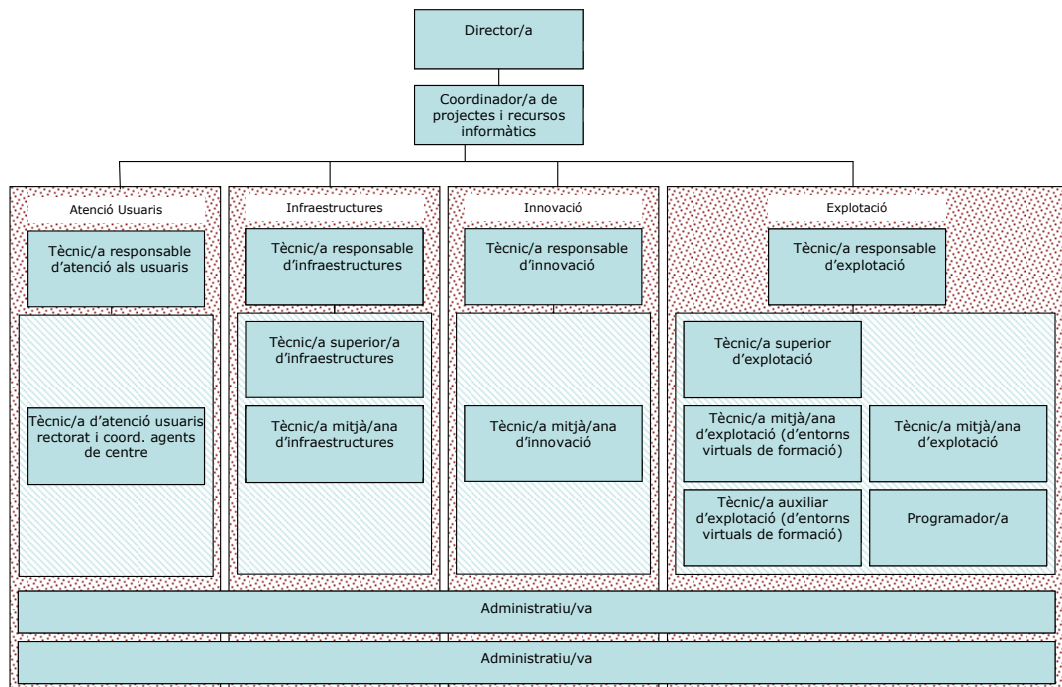 Director/a
Coordinador/a de
projectes i recursos
informàtics
Atenció Usuaris
Infraestructures
Innovació
Explotació
Tècnic/a responsable
d'atenció als usuaris
Tècnic/a responsable
d'infraestructures
Tècnic/a responsable
d'innovació
Tècnic/a responsable
d'explotació
Tècnic/a superior/a
d'infraestructures
Tècnic/a superior
d'explotació
Tècnic/a d'atenció usuaris
rectorat i coord. agents
de centre
Tècnic/a mitjà/ana
d'infraestructures
Tècnic/a mitjà/ana
d'innovació
Tècnic/a mitjà/ana
d'explotació (d'entorns
virtuals de formació)
Tècnic/a mitjà/ana
d'explotació
Tècnic/a auxiliar
d'explotació (d'entorns
virtuals de formació)
Programador/a
Administratiu/va
Administratiu/va